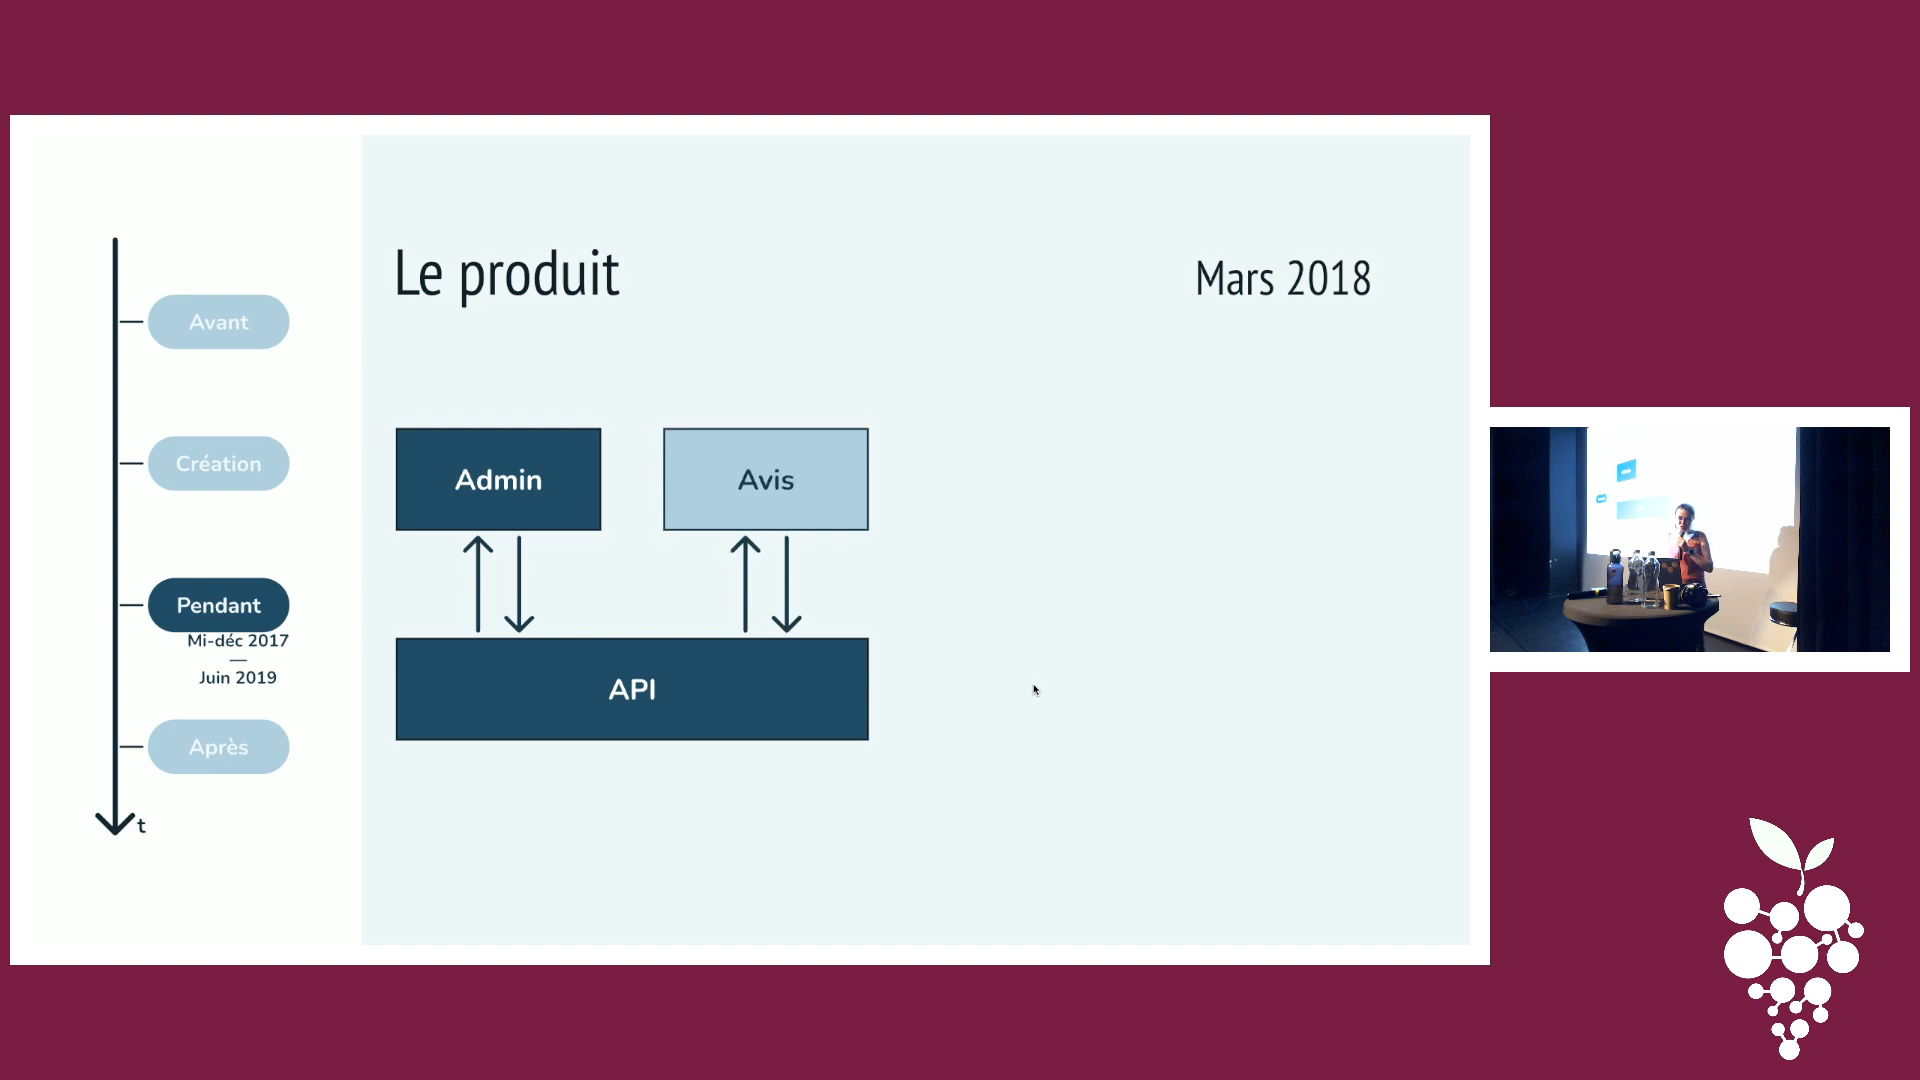 Avant
Création
Pendant
Mi-déc 2017
—
Juin 2019
Après
t
Le produit
Mars 2018
Admin
Avis
API